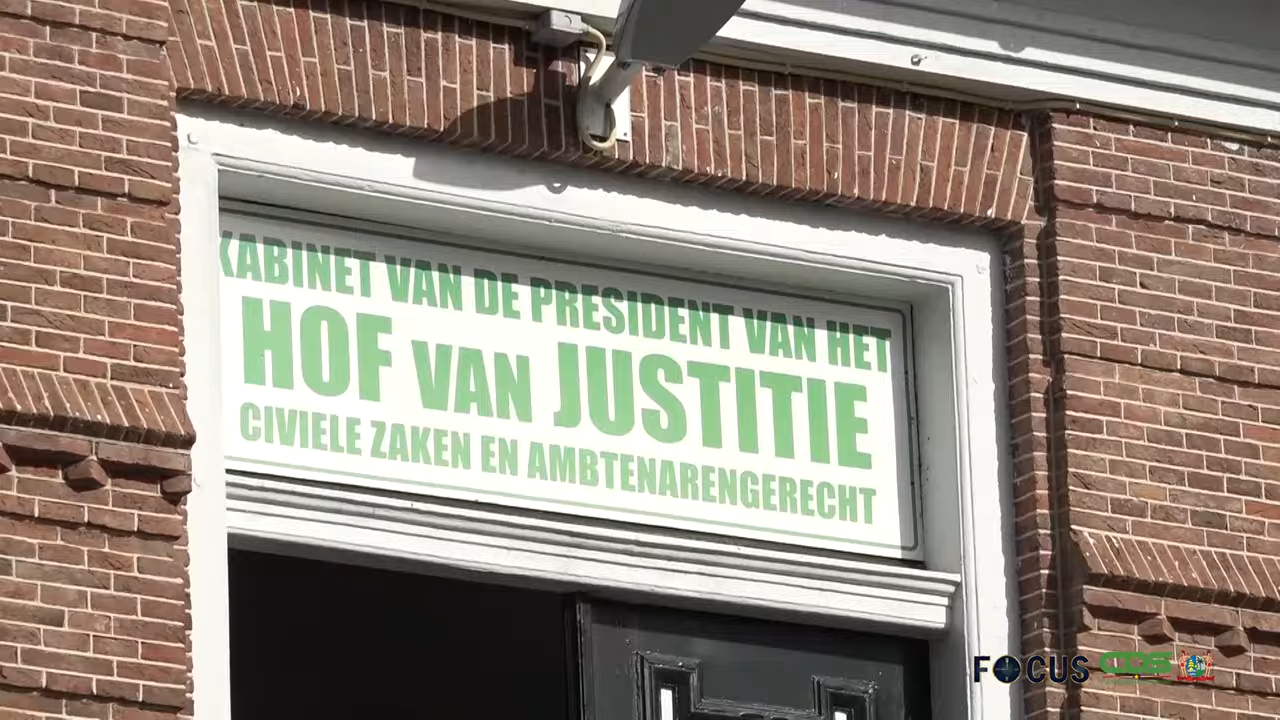 KABINET VAN DE PRESIDENT VAN HET
HOF VAN JUSTITIE
CIVIELE ZAKEN EN AMBTENARENGERECHT
FOCUS CDS